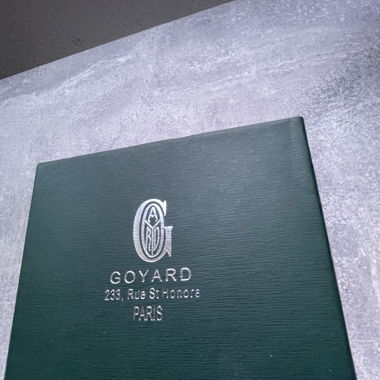 GOYARD
233, Rue St Honore
PARIS